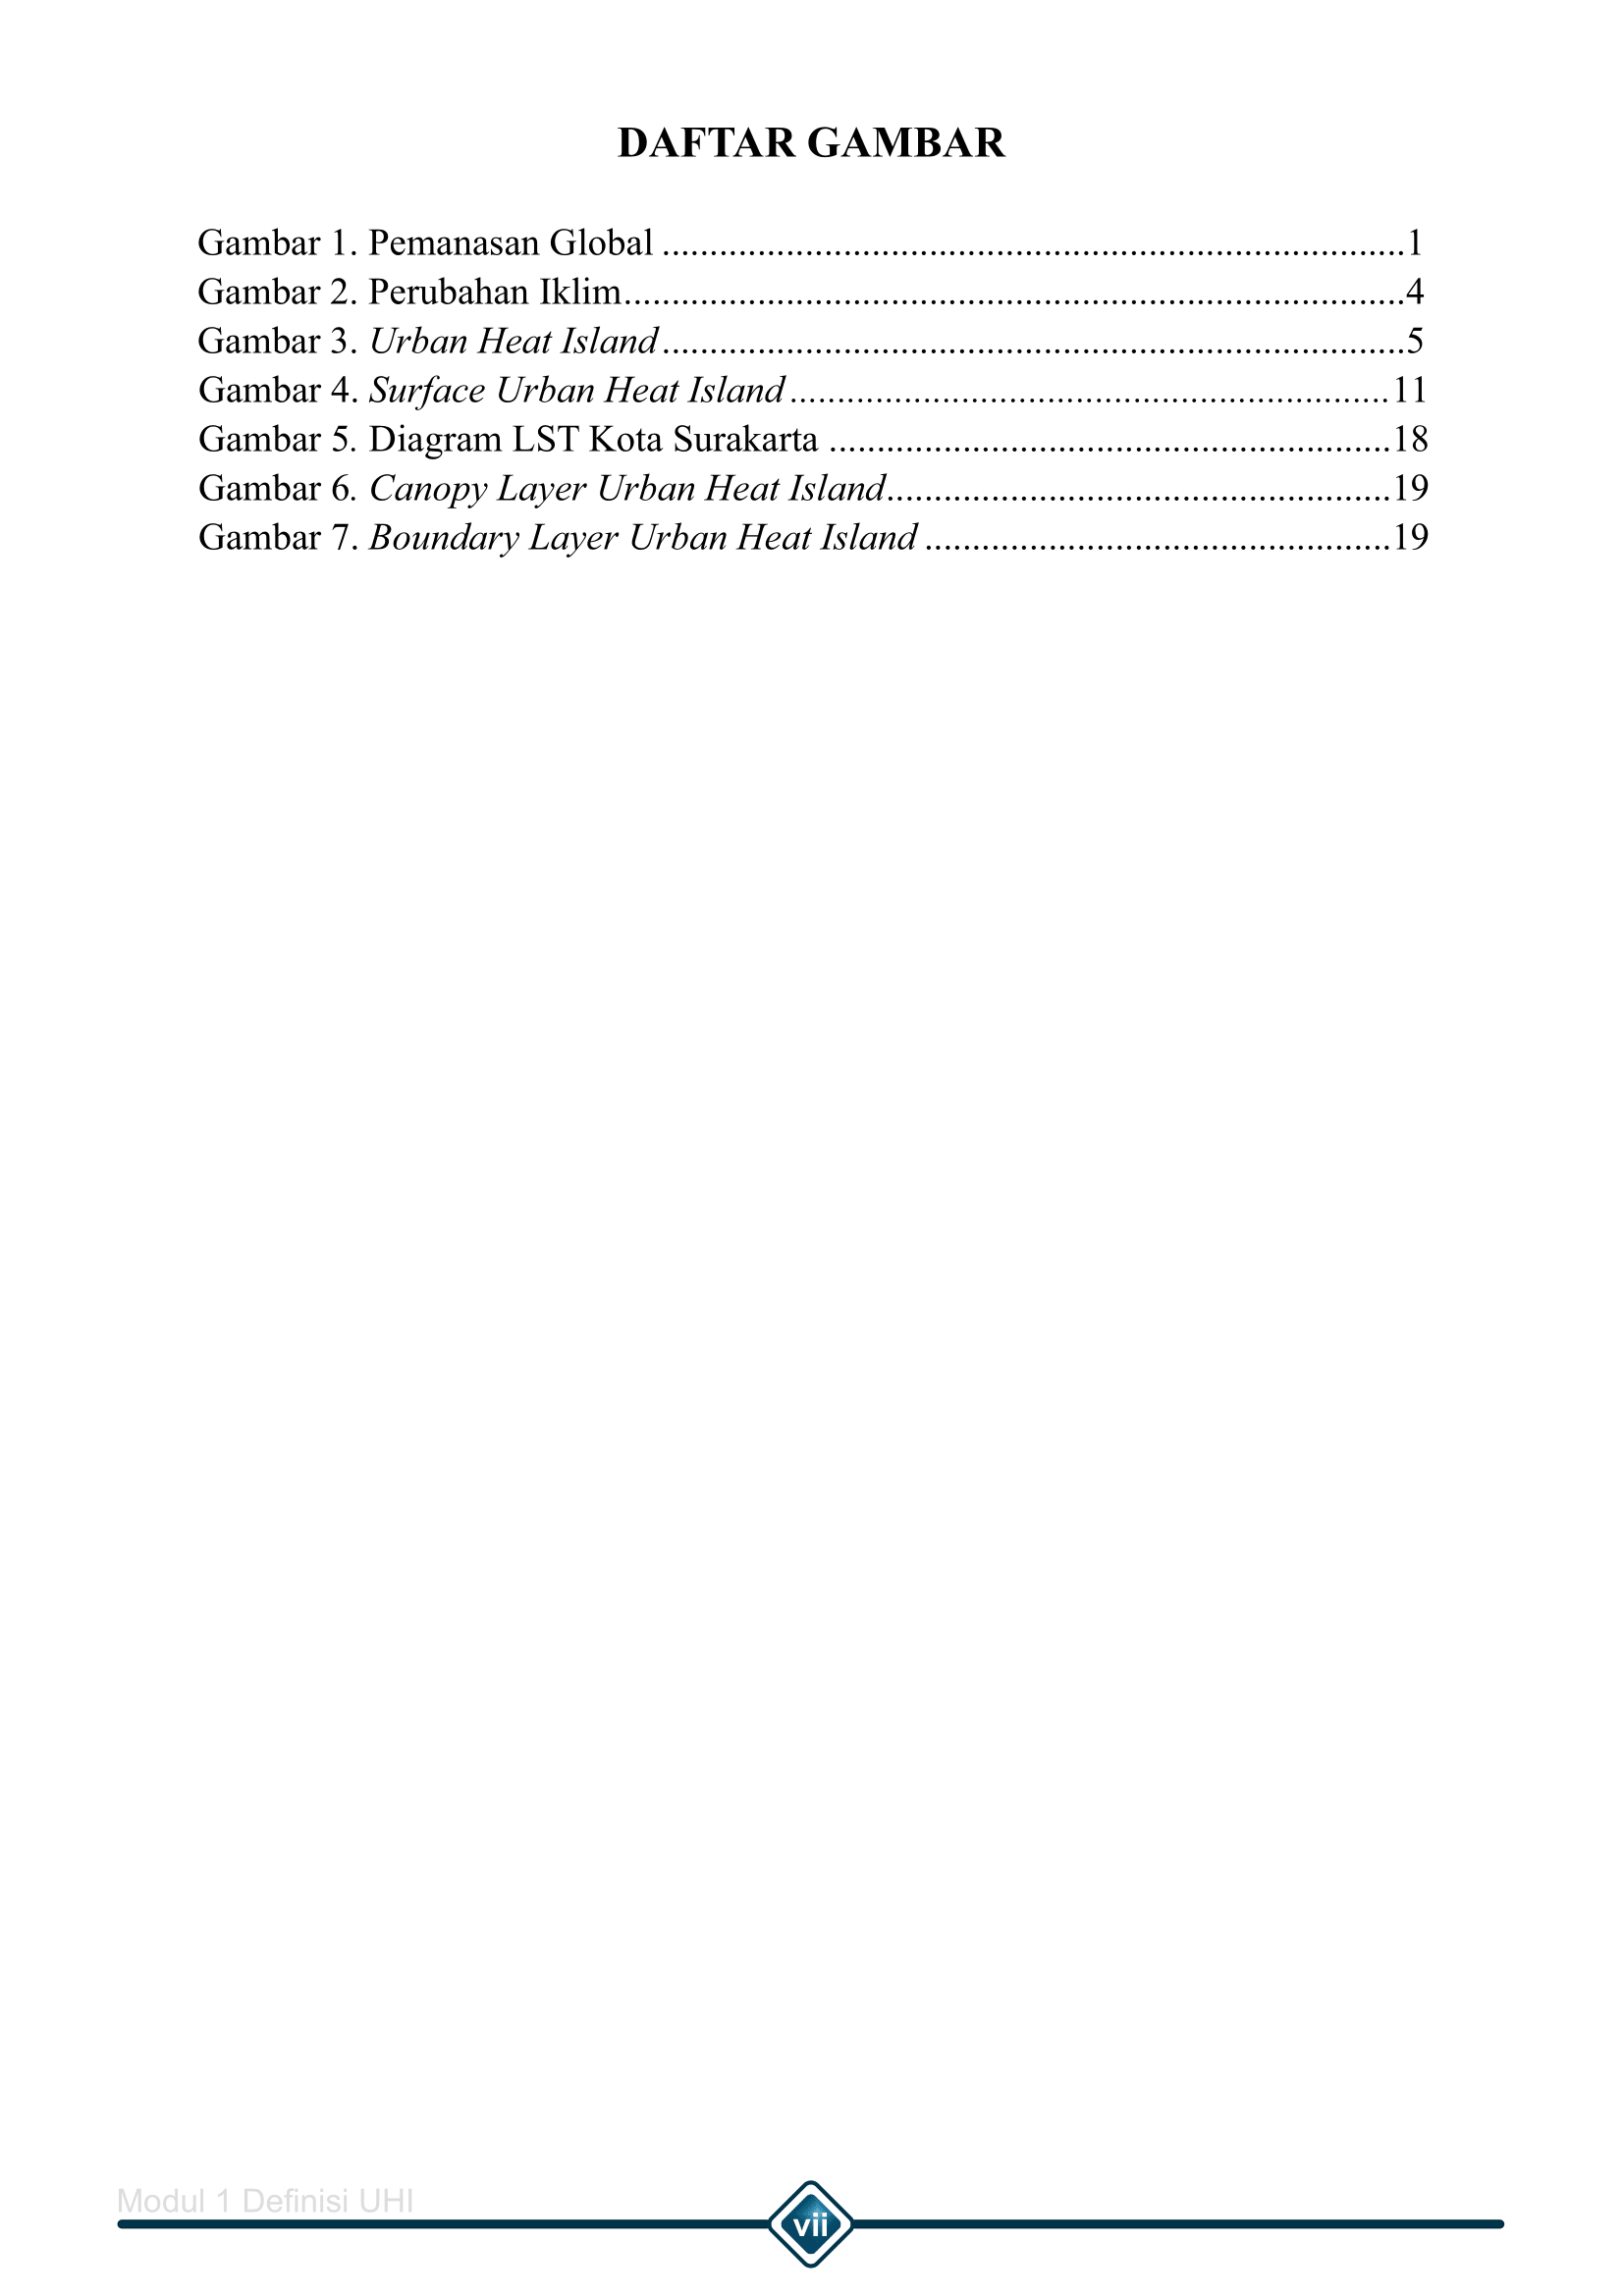 DAFTAR GAMBAR
Gambar 1. Pemanasan Global ..............................................................................1
Gambar 2. Perubahan Iklim..................................................................................4
Gambar 3. Urban Heat Island..............................................................................5
Gambar 4. Surface Urban Heat Island...............................................................11
Gambar 5. Diagram LST Kota Surakarta ...........................................................18
Gambar 6. Canopy Layer Urban Heat Island.....................................................19
Gambar 7. Boundary Layer Urban Heat Island .................................................19
Modul 1 Definisi UHI
vii